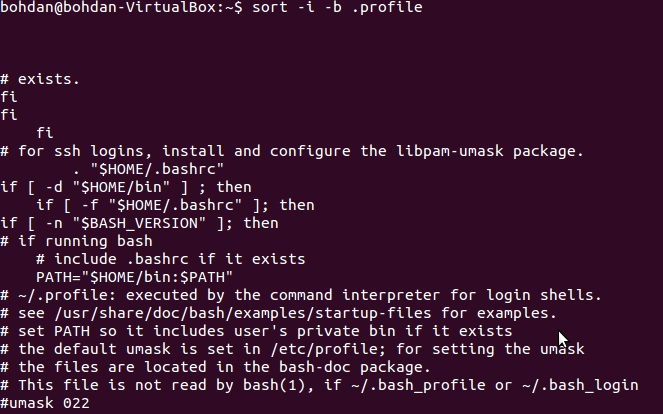 bohdan@bohdan-VirtualBox:~$ sort -i -b .profile
# exists.
fi
fi
    fi
# for ssh logins, install and configure the libpam-umask package.
        . "$HOME/.bashrc"
if [ -d "$HOME/bin" ] ; then
    if [ -f "$HOME/.bashrc" ]; then
if [ -n "$BASH_VERSION" ]; then
# if running bash
    # include .bashrc if it exists
    PATH="$HOME/bin:$PATH"
# ~/.profile: executed by the command interpreter for login shells.
# see /usr/share/doc/bash/examples/startup-files for examples.
# set PATH so it includes user's private bin if it exists
# the default umask is set in /etc/profile; for setting the umask
# the files are located in the bash-doc package.
# This file is not read by bash(1), if ~/.bash_profile or ~/.bash_login
#umask 022